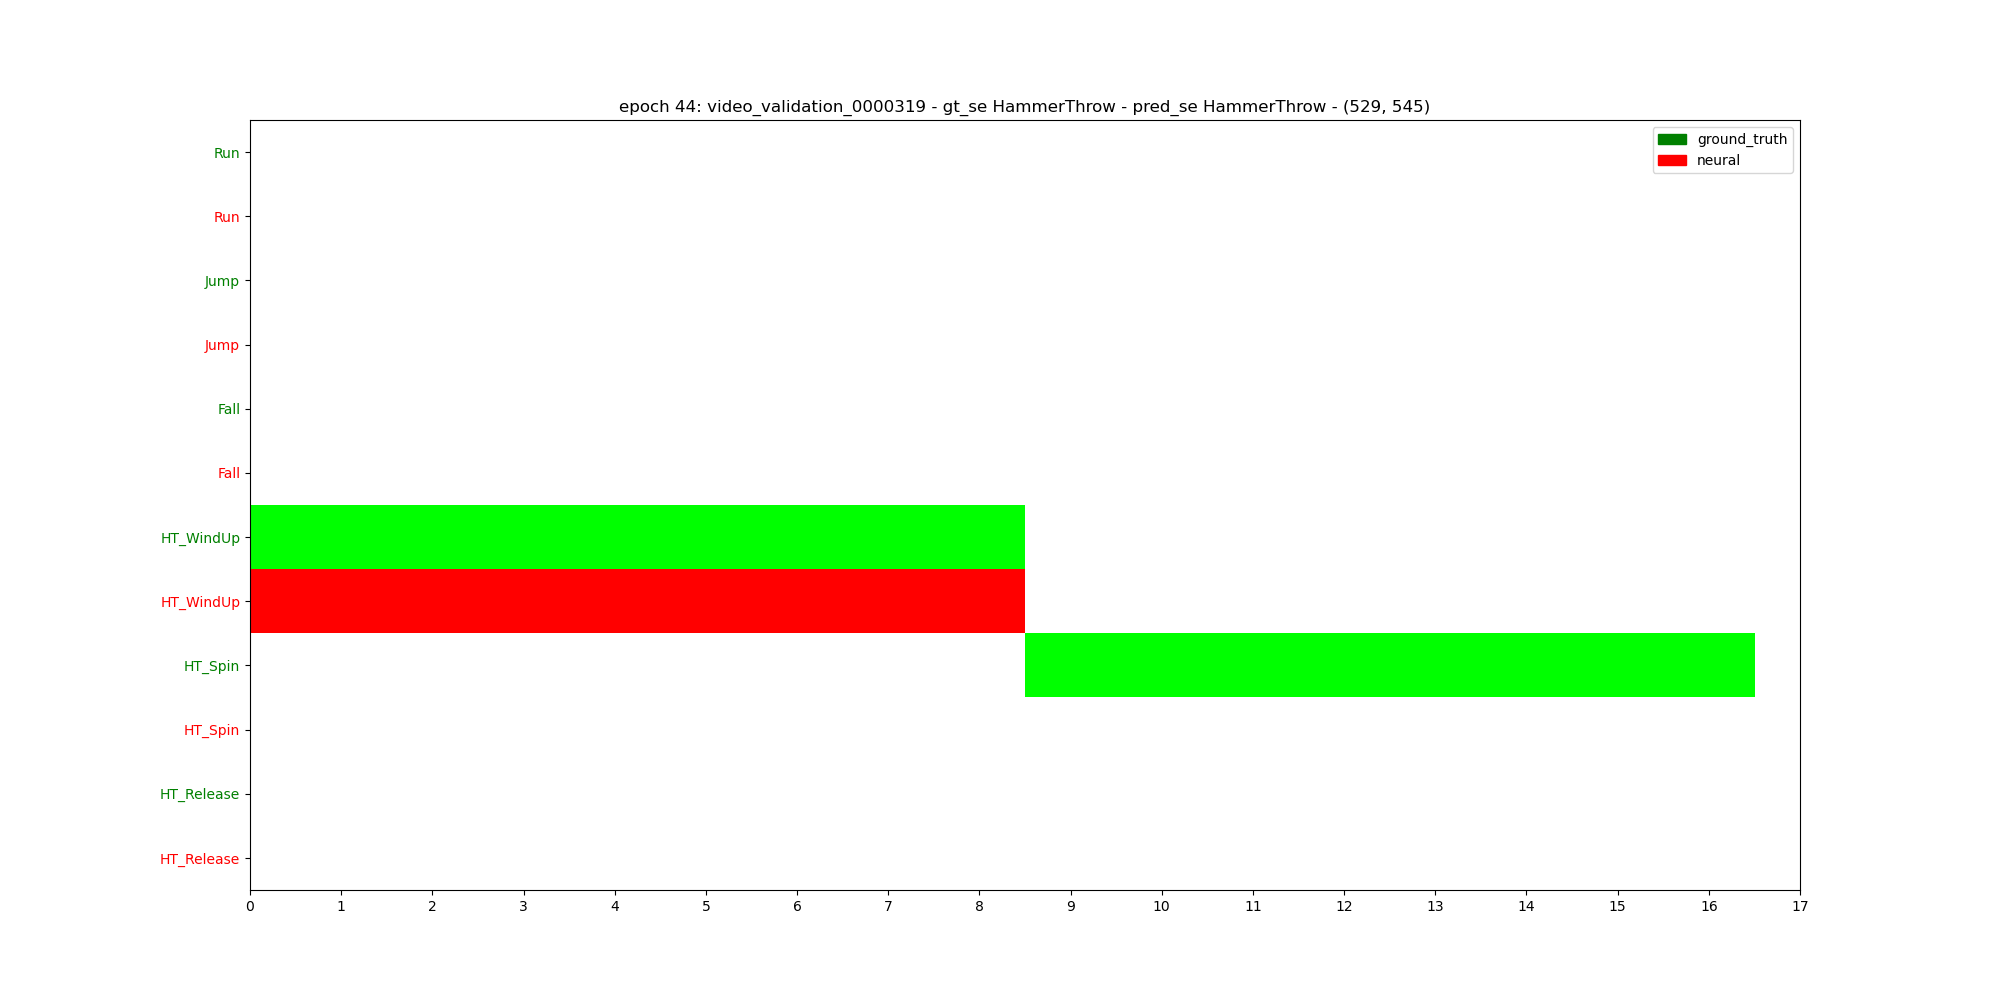 epoch 44: video_validation_0000319 - gt_se HammerThrow - pred_se HammerThrow - (529, 545)
ground_truth
neural
Run
Run
Jump
Jump
Fall
Fall
HT_WindUp
HT_WindUp
HT_Spin
HT_Spin
HT_Release
HT_Release
0 1 2 3 4 5 6 7 8 9 10 11 12 13 14 15 16 17